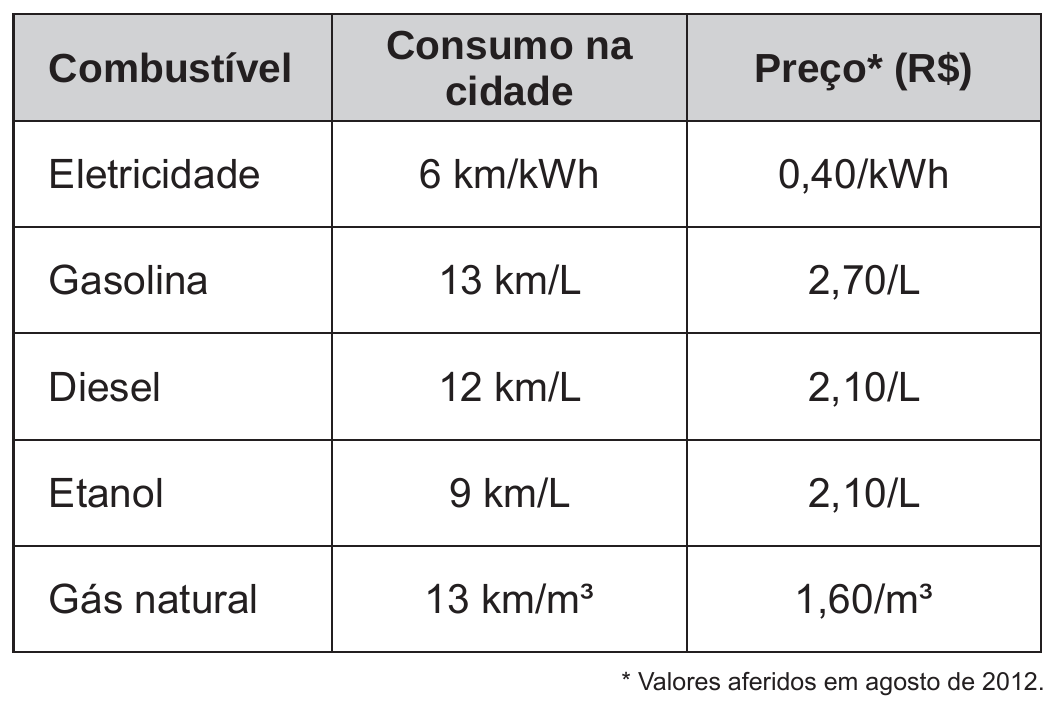 Combustível Consumo na cidade Preço* (R$)
Eletricidade 6 km/kWh 0,40/kWh
Gasolina 13 km/L 2,70/L
Diesel 12 km/L 2,10/L
Etanol 9 km/L 2,10/L
Gás natural 13 km/m³ 1,60/m³
* Valores aferidos em agosto de 2012.